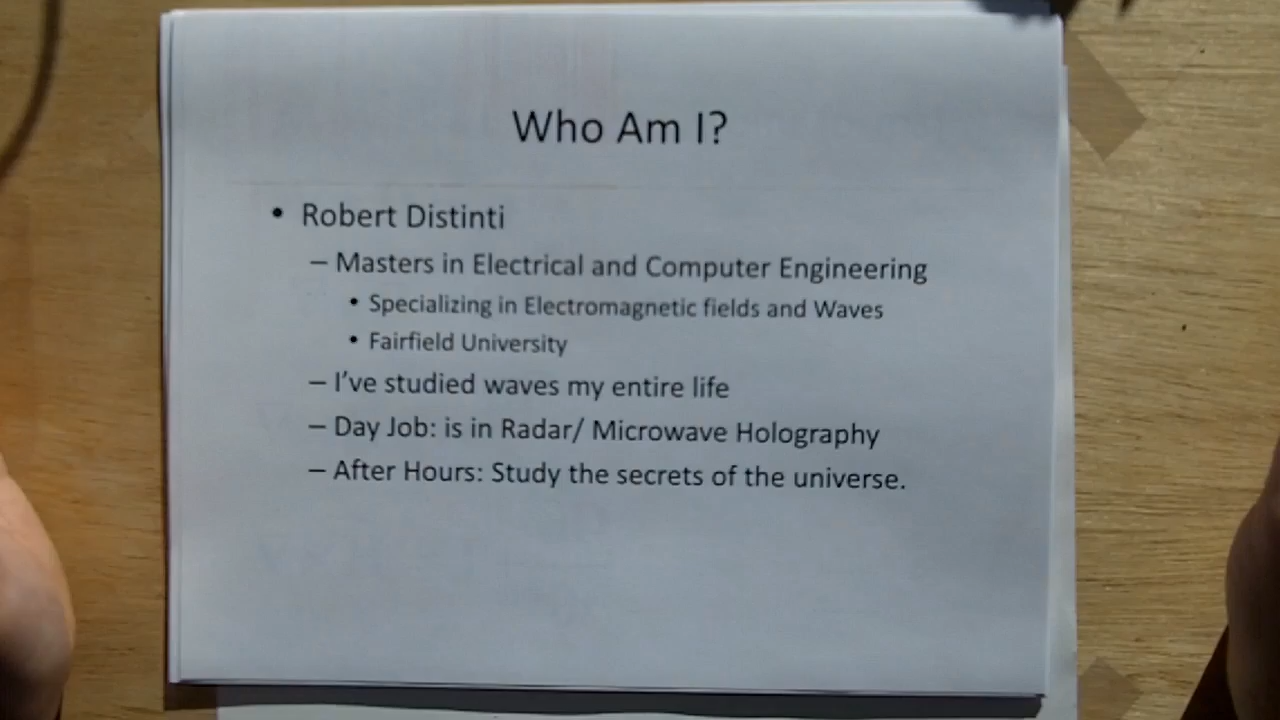 Who Am I?
• Robert Distinti
– Masters in Electrical and Computer Engineering
• Specializing in Electromagnetic fields and Waves
• Fairfield University
– I've studied waves my entire life
– Day Job: is in Radar/ Microwave Holography
– After Hours: Study the secrets of the universe.